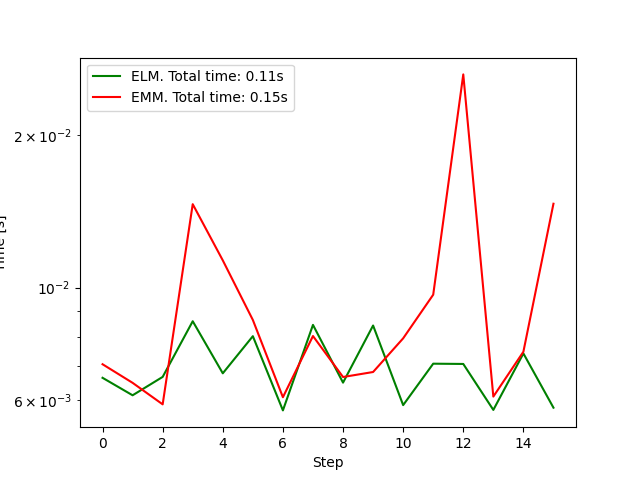 ELM. Total time: 0.11s
EMM. Total time: 0.15s
2 × 10⁻²
10⁻²
6 × 10⁻³
Time [s]
0 2 4 6 8 10 12 14
Step